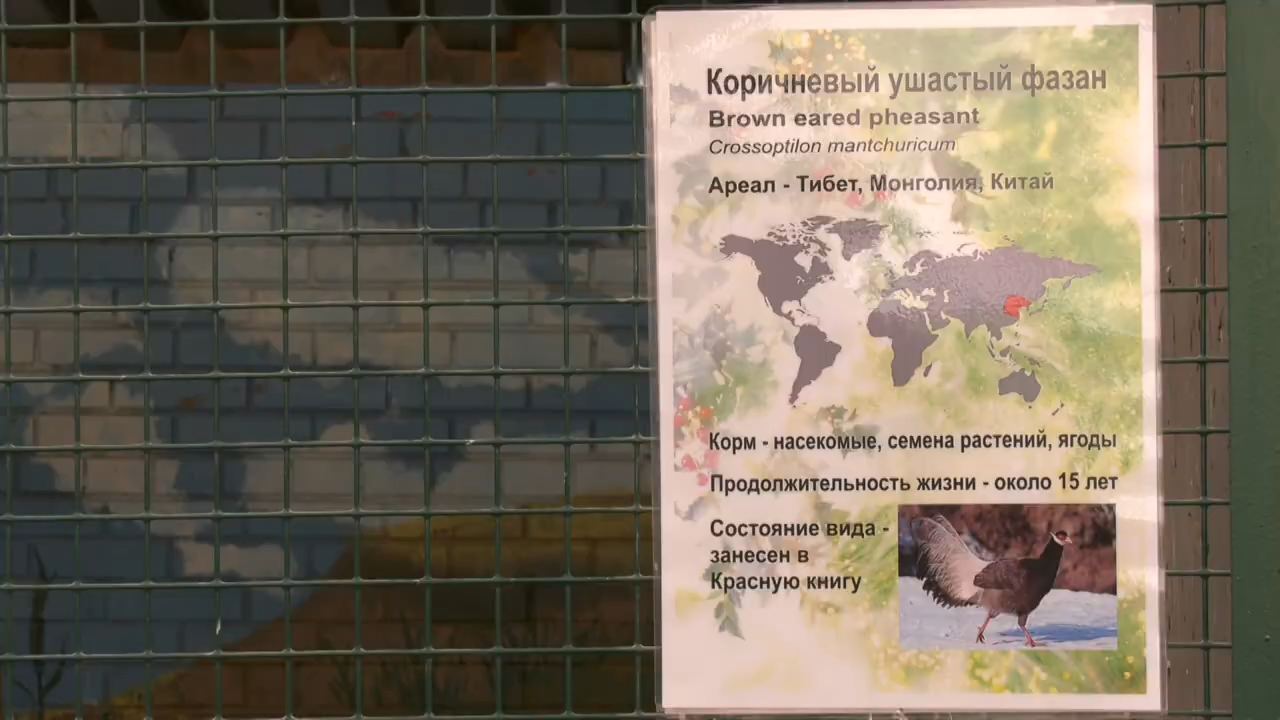 Коричневый ушастый фазан
Brown eared pheasant
Crossoptilon mantchuricum
Ареал - Тибет, Монголия, Китай
Корм - насекомые, семена растений, ягоды
Продолжительность жизни - около 15 лет
Состояние вида -
занесен в
Красную книгу